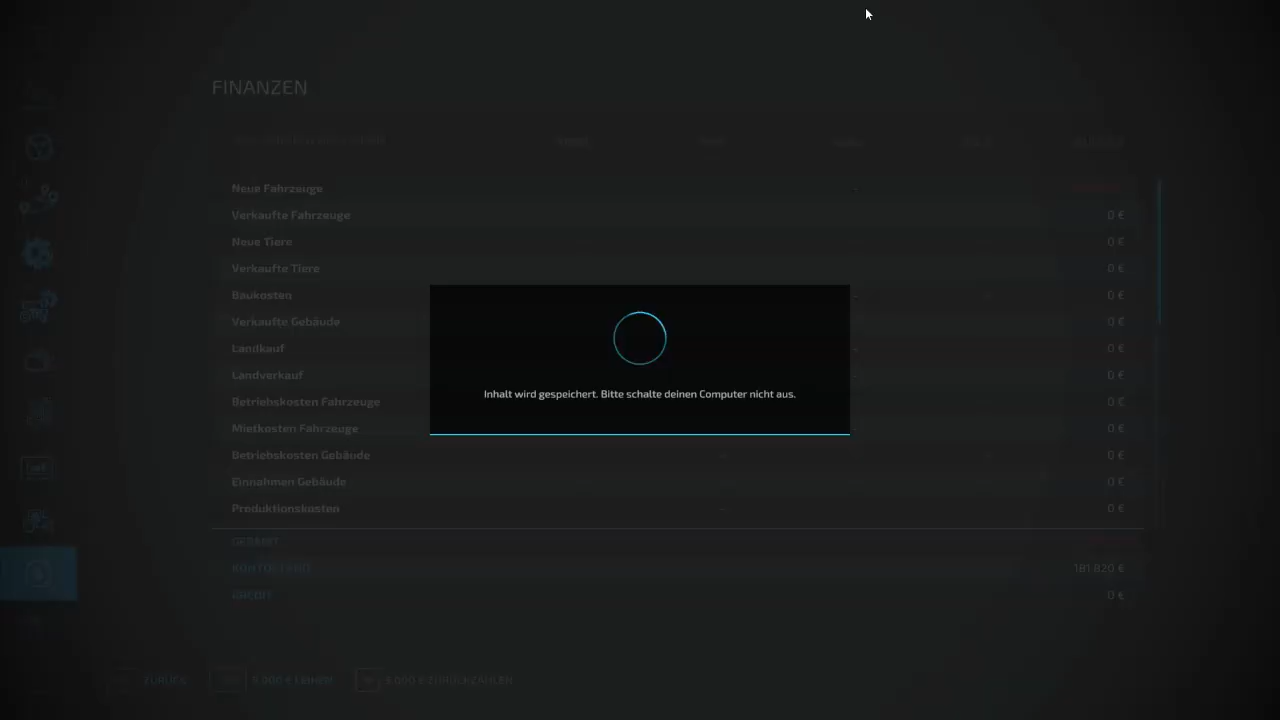 FINANZEN
Neue Fahrzeuge
Verkaufte Fahrzeuge 0 €
Neue Tiere 0 €
Verkaufte Tiere 0 €
Baukosten - 0 €
Verkaufte Gebäude 0 €
Landkauf - 0 €
Landverkauf - 0 €
Betriebskosten Fahrzeuge 0 €
Mietkosten Fahrzeuge - 0 €
Betriebskosten Gebäude - 0 €
Einnahmen Gebäude 0 €
Produktionskosten - 0 €
Inhalt wird gespeichert. Bitte schalte deinen Computer nicht aus.
GESAMT
KONTOSTAND 181 820 €
KREDIT 0 €
ZURÜCK 5.000 € LEIHEN 5.000 € ZURÜCKZAHLEN